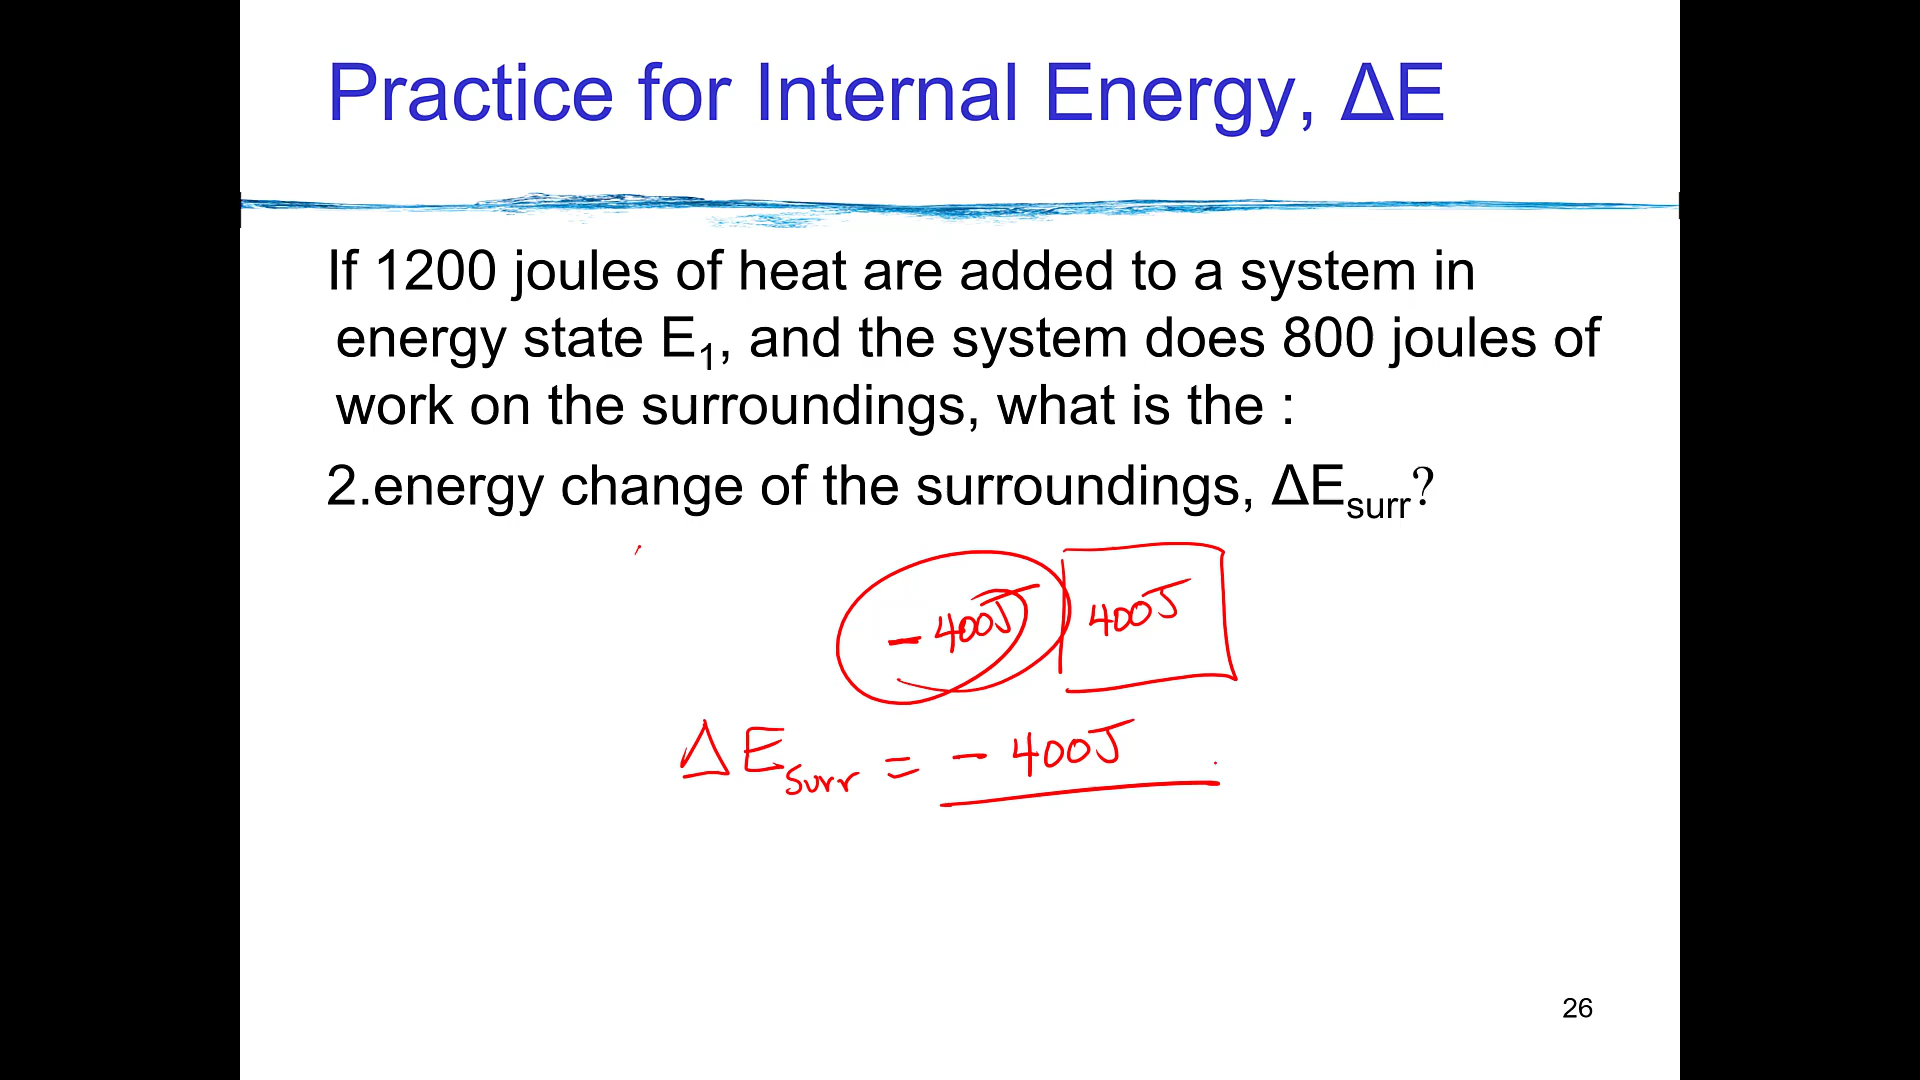 Practice for Internal Energy, ΔE
If 1200 joules of heat are added to a system in
energy state E₁, and the system does 800 joules of
work on the surroundings, what is the :
2.energy change of the surroundings, ΔEsurr?
- 400J 400J
ΔEsurr = - 400J
26